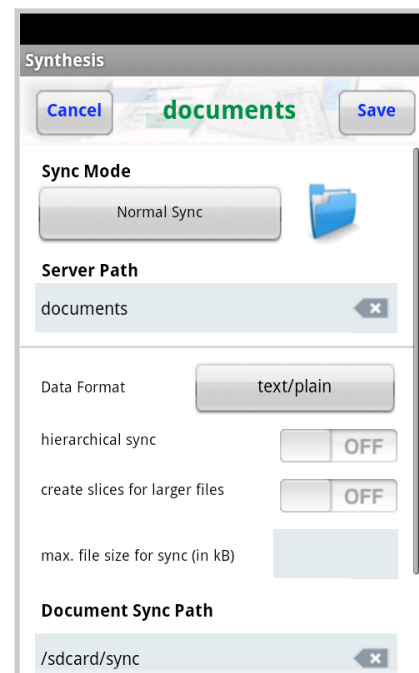 Synthesis
Cancel documents Save
Sync Mode
Normal Sync
Server Path
documents
Data Format text/plain
hierarchical sync OFF
create slices for larger files OFF
max. file size for sync (in kB)
Document Sync Path
/sdcard/sync